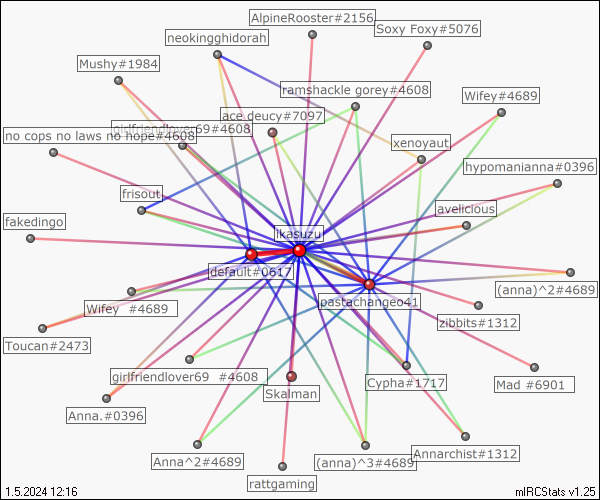 AlpineRooster#2156
Soxy Foxy#5076
neokingghidorah
Mushy#1984
ramshackle gorey#4608
Wifey#4689
ace.deucy#7097
girlfriendlover69#4608
no cops no laws no hope#4608
xenoyaut
hypomanianna#0396
frisout
avelicious
fakedingo
jkasuzu
default#0617
(anna)^2#4689
pastachangeo41
Wifey  #4689
zibbits#1312
Toucan#2473
girlfriendlover69  #4608
Cypha#1717
Mad #6901
Skalman
Anna.#0396
Annarchist#1312
Anna^2#4689
(anna)^3#4689
rattgaming
1.5.2024 12:16
mIRCStats v1.25